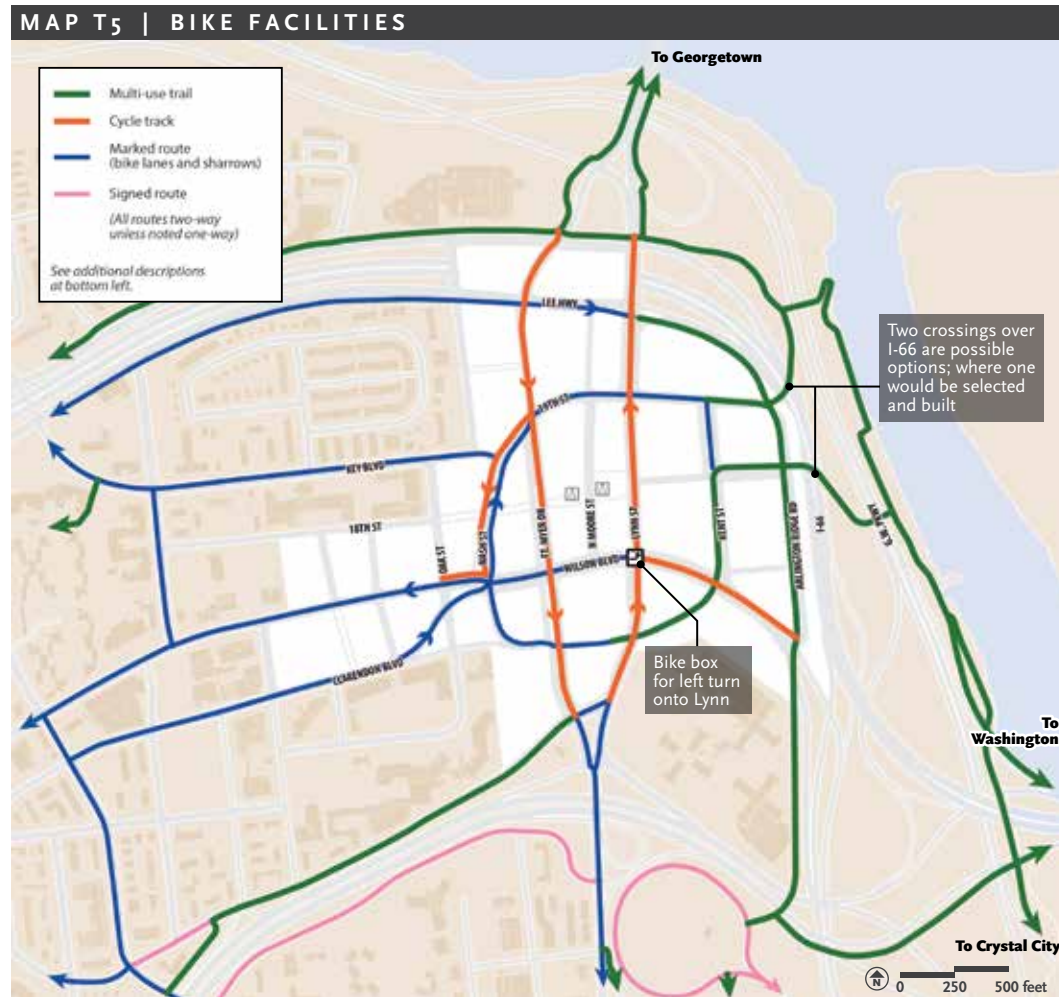 MAP T5 | BIKE FACILITIES
To Georgetown
Multi-use trail
Cycle track
Marked route
(bike lanes and sharrows)
Signed route
(All routes two-way
unless noted one-way)
See additional descriptions
at bottom left.
LEE HWY
Two crossings over
I-66 are possible
options; where one
would be selected
and built
19TH ST
KEY BLVD
18TH ST
OAK ST
NASH ST
FT. MYER DR
N MOORE ST
LYNN ST
KENT ST
ARLINGTON RIDGE RD
I-66
G.W. PKWY
WILSON BLVD
CLARENDON BLVD
Bike box
for left turn
onto Lynn
To
Washington
To Crystal City
N
0 250 500 feet